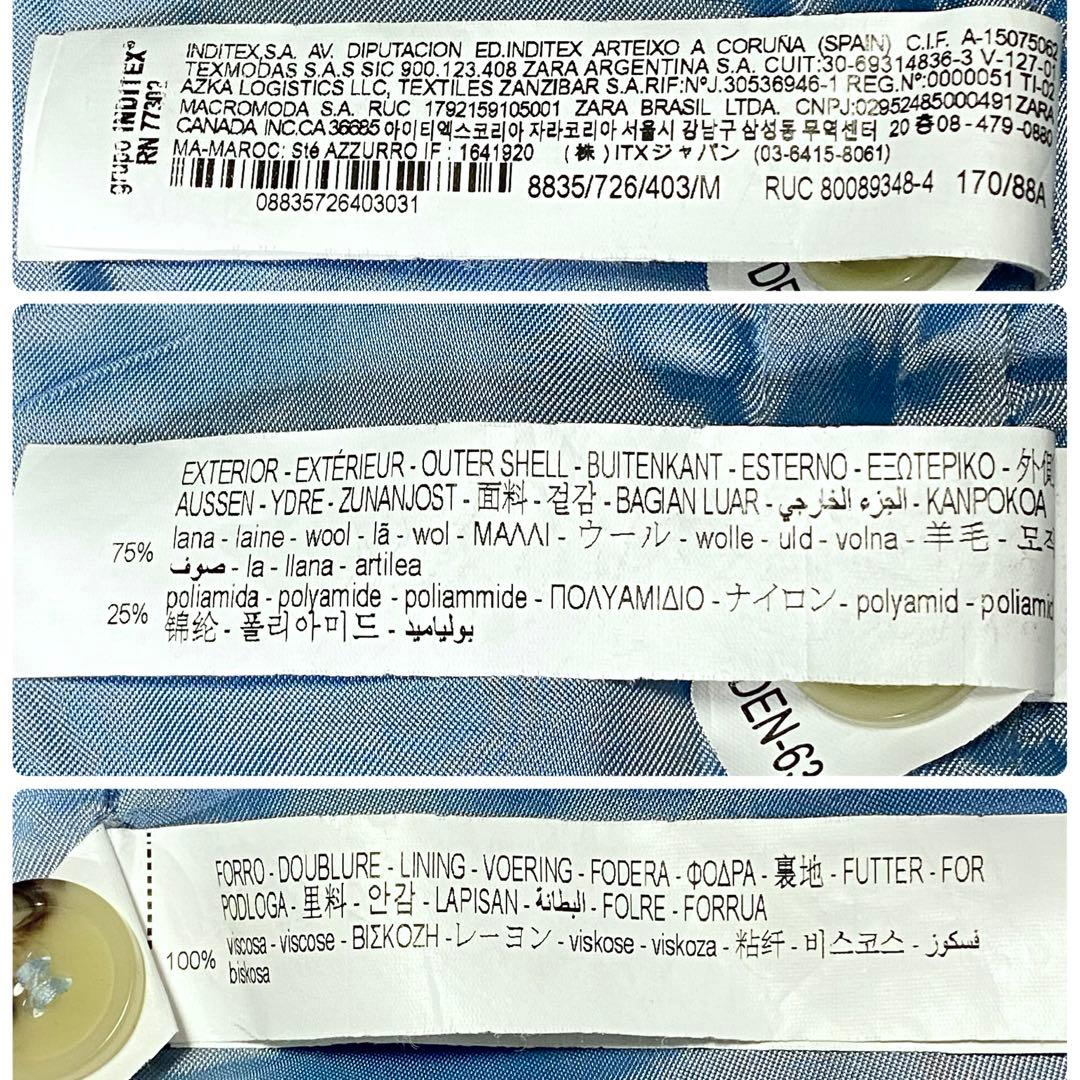 grupo INDITEX®
RN 77302
INDITEX,S.A. AV. DIPUTACION ED.INDITEX ARTEIXO A CORUÑA (SPAIN) C.I.F. A-15075062
TEXMODAS S.A.S SIC 900.123.408 ZARA ARGENTINA S.A. CUIT:30-69314836-3 V-127-01
AZKA LOGISTICS LLC, TEXTILES ZANZIBAR S.A.RIF:NºJ.30536946-1 REG.Nº:0000051 TI-02
MACROMODA S.A. RUC 1792159105001 ZARA BRASIL LTDA. CNPJ:02952485000491 ZARA
CANADA INC.CA 36685 아이티엑스코리아 자라코리아 서울시 강남구 삼성동 무역센터 20 층 08-479-0880
MA-MAROC: Sté AZZURRO IF : 1641920 (株) ITXジャパン (03-6415-8061)
08835726403031
8835/726/403/M RUC 80089348-4 170/88A
EXTERIOR - EXTÉRIEUR - OUTER SHELL - BUITENKANT - ESTERNO - ΕΞΩΤΕΡΙΚΟ - 外側
AUSSEN - YDRE - ZUNANJOST - 面料 - 겉감 - BAGIAN LUAR - الجزء الخارجي - KANPOKOA
75% lana - laine - wool - lã - wol - ΜΑΛΛΙ - ウール - wolle - uld - volna - 羊毛 -
صوف - la - llana - artilea
25% poliamida - polyamide - poliammide - ΠΟΛΥΑΜΙΔΙΟ - ナイロン - polyamid - poliamid
锦纶 - 폴리아미드 - بولياميد
DEN-63
FORRO - DOUBLURE - LINING - VOERING - FODERA - ΦΟΔΡΑ - 裏地 - FUTTER - FOR
PODLOGA - 里料 - 안감 - LAPISAN - البطانة - FOLRE - FORRUA
100% viscosa - viscose - ΒΙΣΚΟΖΗ - レーヨン - viskose - viskoza - 粘纤 - 비스코스 - فسكوز
biskosa